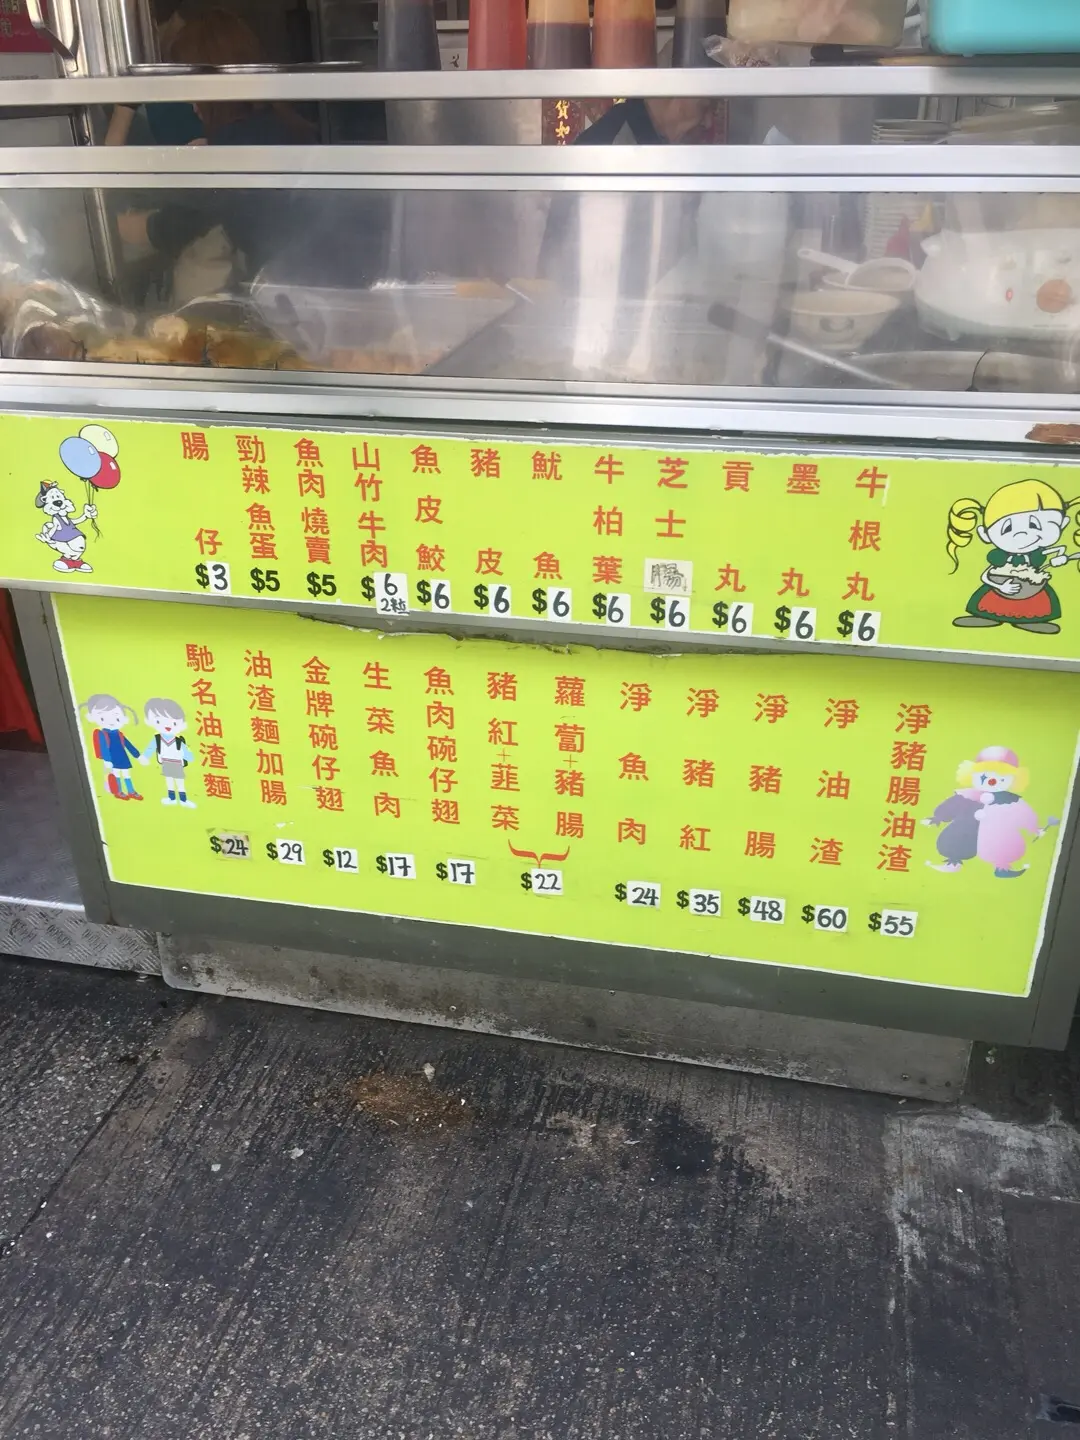 貨如
腸仔 $3
勁辣魚蛋 $5
魚肉燒賣 $5
山竹牛肉 $6 2粒
魚皮餃 $6
豬皮 $6
魷魚 $6
牛柏葉 $6
芝士腸 $6
貢丸 $6
墨丸 $6
牛根丸 $6
馳名油渣麵 $24
油渣麵加腸 $29
金牌碗仔翅 $12
生菜魚肉 $17
魚肉碗仔翅 $17
豬紅+韮菜
蘿蔔+豬腸
$22
淨魚肉 $24
淨豬紅 $35
淨豬腸 $48
淨油渣 $60
淨豬腸油渣 $55